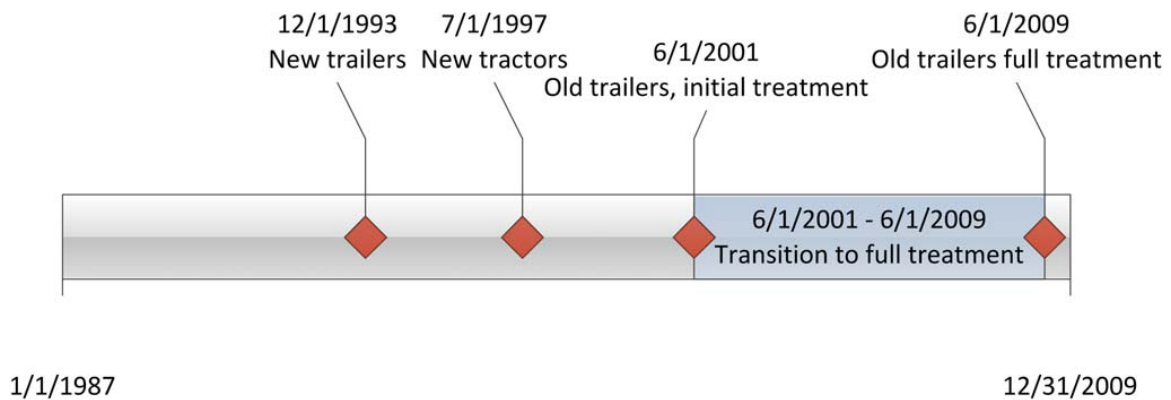 12/1/1993
New trailers
7/1/1997
New tractors
6/1/2001
Old trailers, initial treatment
6/1/2009
Old trailers full treatment
6/1/2001 - 6/1/2009
Transition to full treatment
1/1/1987
12/31/2009